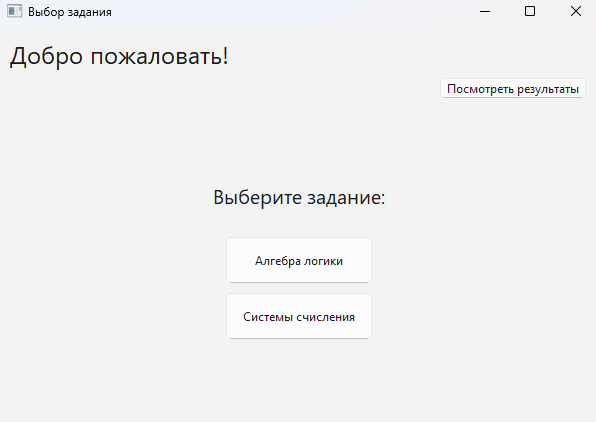 Выбор задания
Добро пожаловать!
Посмотреть результаты
Выберите задание:
Алгебра логики
Системы счисления